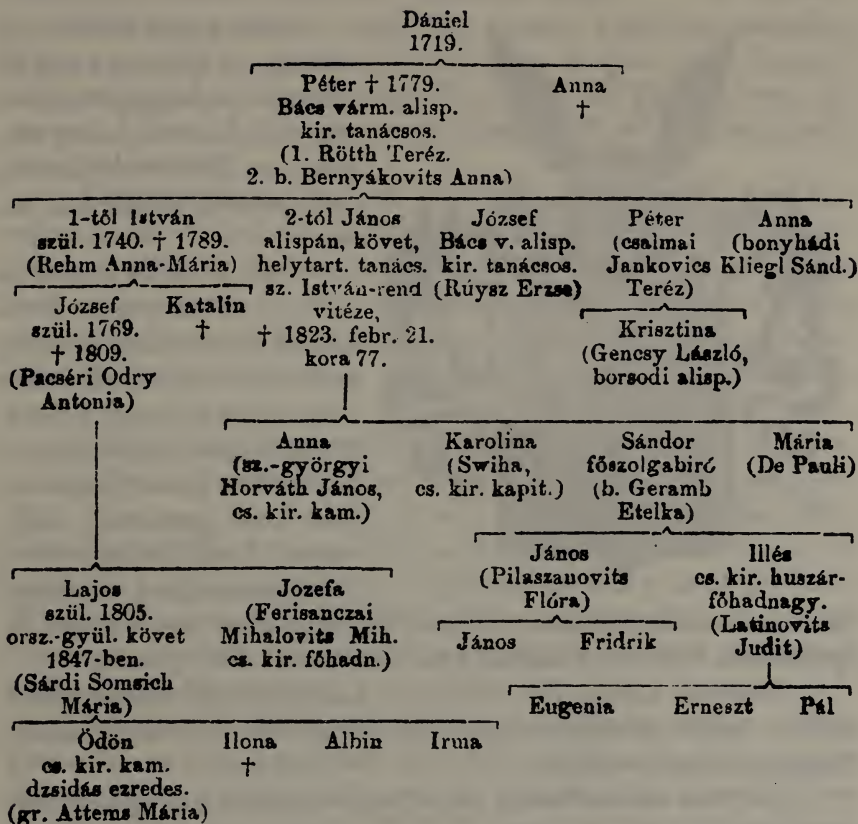 Dániel
1719.
Péter † 1779.
Bács várm. alisp.
kir. tanácsos.
(1. Rötth Teréz.
2. b. Bernyákovits Anna)
Anna
†
1-től István
szül. 1740. † 1789.
(Rehm Anna-Mária)
2-tól János
alispán, követ,
helytart. tanács.
sz. István-rend
vitéze,
† 1823. febr. 21.
kora 77.
József
Bács v. alisp.
kir. tanácsos.
(Rúysz Erzse)
Péter
(csalmai
Jankovics
Teréz)
Anna
(bonyhádi
Kliegl Sánd.)
József
szül. 1769.
† 1809.
(Pacséri Odry
Antonia)
Katalin
†
Krisztina
(Gencsy László,
borsodi alisp.)
Anna
(sz.-györgyi
Horváth János,
cs. kir. kam.)
Karolina
(Swiha,
cs. kir. kapit.)
Sándor
főszolgabiró
(b. Geramb
Etelka)
Mária
(De Pauli)
János
(Pilaszanovits
Flóra)
Illés
cs. kir. huszár-
főhadnagy.
(Latinovits
Judit)
Lajos
szül. 1805.
orsz.-gyül. követ
1847-ben.
(Sárdi Somsich
Mária)
Jozefa
(Ferisanczai
Mihalovits Mih.
cs. kir. főhadn.)
János
Fridrik
Eugenia
Erneszt
Pál
Ödön
cs. kir. kam.
dzsidás ezredes.
(gr. Attems Mária)
Ilona
†
Albin
Irma